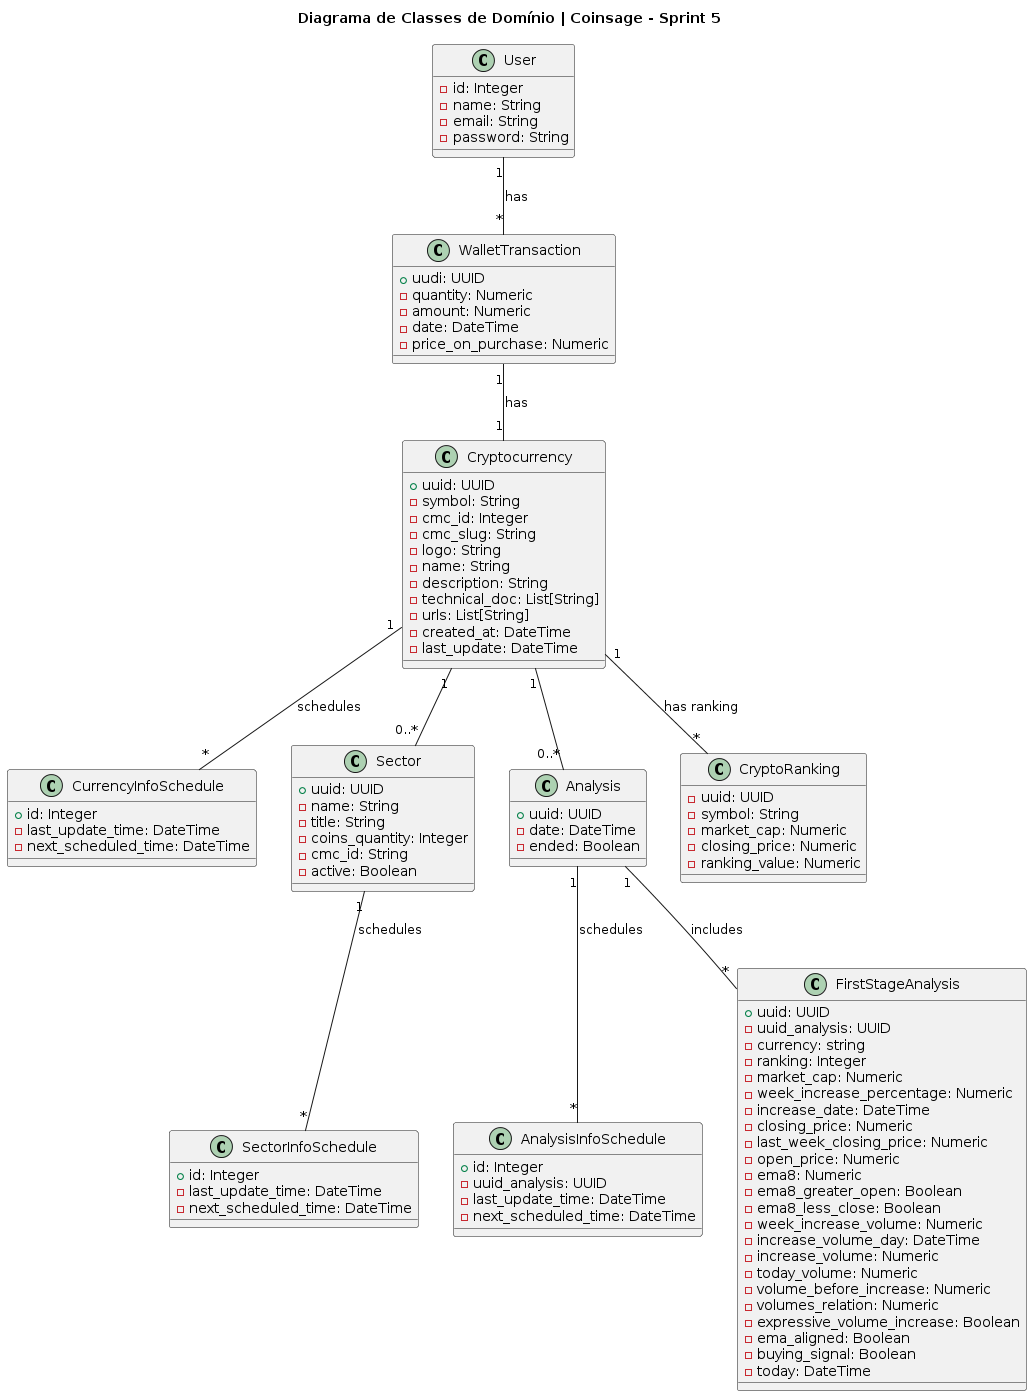 Diagrama de Classes de Domínio | Coinsage - Sprint 5
C User
id: Integer
name: String
email: String
password: String
1
has
*
C WalletTransaction
uudi: UUID
quantity: Numeric
amount: Numeric
date: DateTime
price_on_purchase: Numeric
1
has
1
C Cryptocurrency
uuid: UUID
symbol: String
cmc_id: Integer
cmc_slug: String
logo: String
name: String
description: String
technical_doc: List[String]
urls: List[String]
created_at: DateTime
last_update: DateTime
1
schedules
*
1
0..*
1
0..*
1
has ranking
*
C CurrencyInfoSchedule
id: Integer
last_update_time: DateTime
next_scheduled_time: DateTime
C Sector
uuid: UUID
name: String
title: String
coins_quantity: Integer
cmc_id: String
active: Boolean
C Analysis
uuid: UUID
date: DateTime
ended: Boolean
C CryptoRanking
uuid: UUID
symbol: String
market_cap: Numeric
closing_price: Numeric
ranking_value: Numeric
1
schedules
*
1
schedules
*
1
includes
*
C SectorInfoSchedule
id: Integer
last_update_time: DateTime
next_scheduled_time: DateTime
C AnalysisInfoSchedule
id: Integer
uuid_analysis: UUID
last_update_time: DateTime
next_scheduled_time: DateTime
C FirstStageAnalysis
uuid: UUID
uuid_analysis: UUID
currency: string
ranking: Integer
market_cap: Numeric
week_increase_percentage: Numeric
increase_date: DateTime
closing_price: Numeric
last_week_closing_price: Numeric
open_price: Numeric
ema8: Numeric
ema8_greater_open: Boolean
ema8_less_close: Boolean
week_increase_volume: Numeric
increase_volume_day: DateTime
increase_volume: Numeric
today_volume: Numeric
volume_before_increase: Numeric
volumes_relation: Numeric
expressive_volume_increase: Boolean
ema_aligned: Boolean
buying_signal: Boolean
today: DateTime